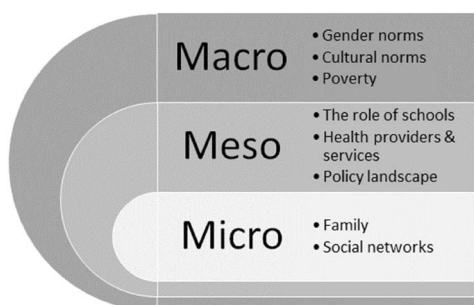 Macro
• Gender norms
• Cultural norms
• Poverty
Meso
• The role of schools
• Health providers &
services
• Policy landscape
Micro
• Family
• Social networks